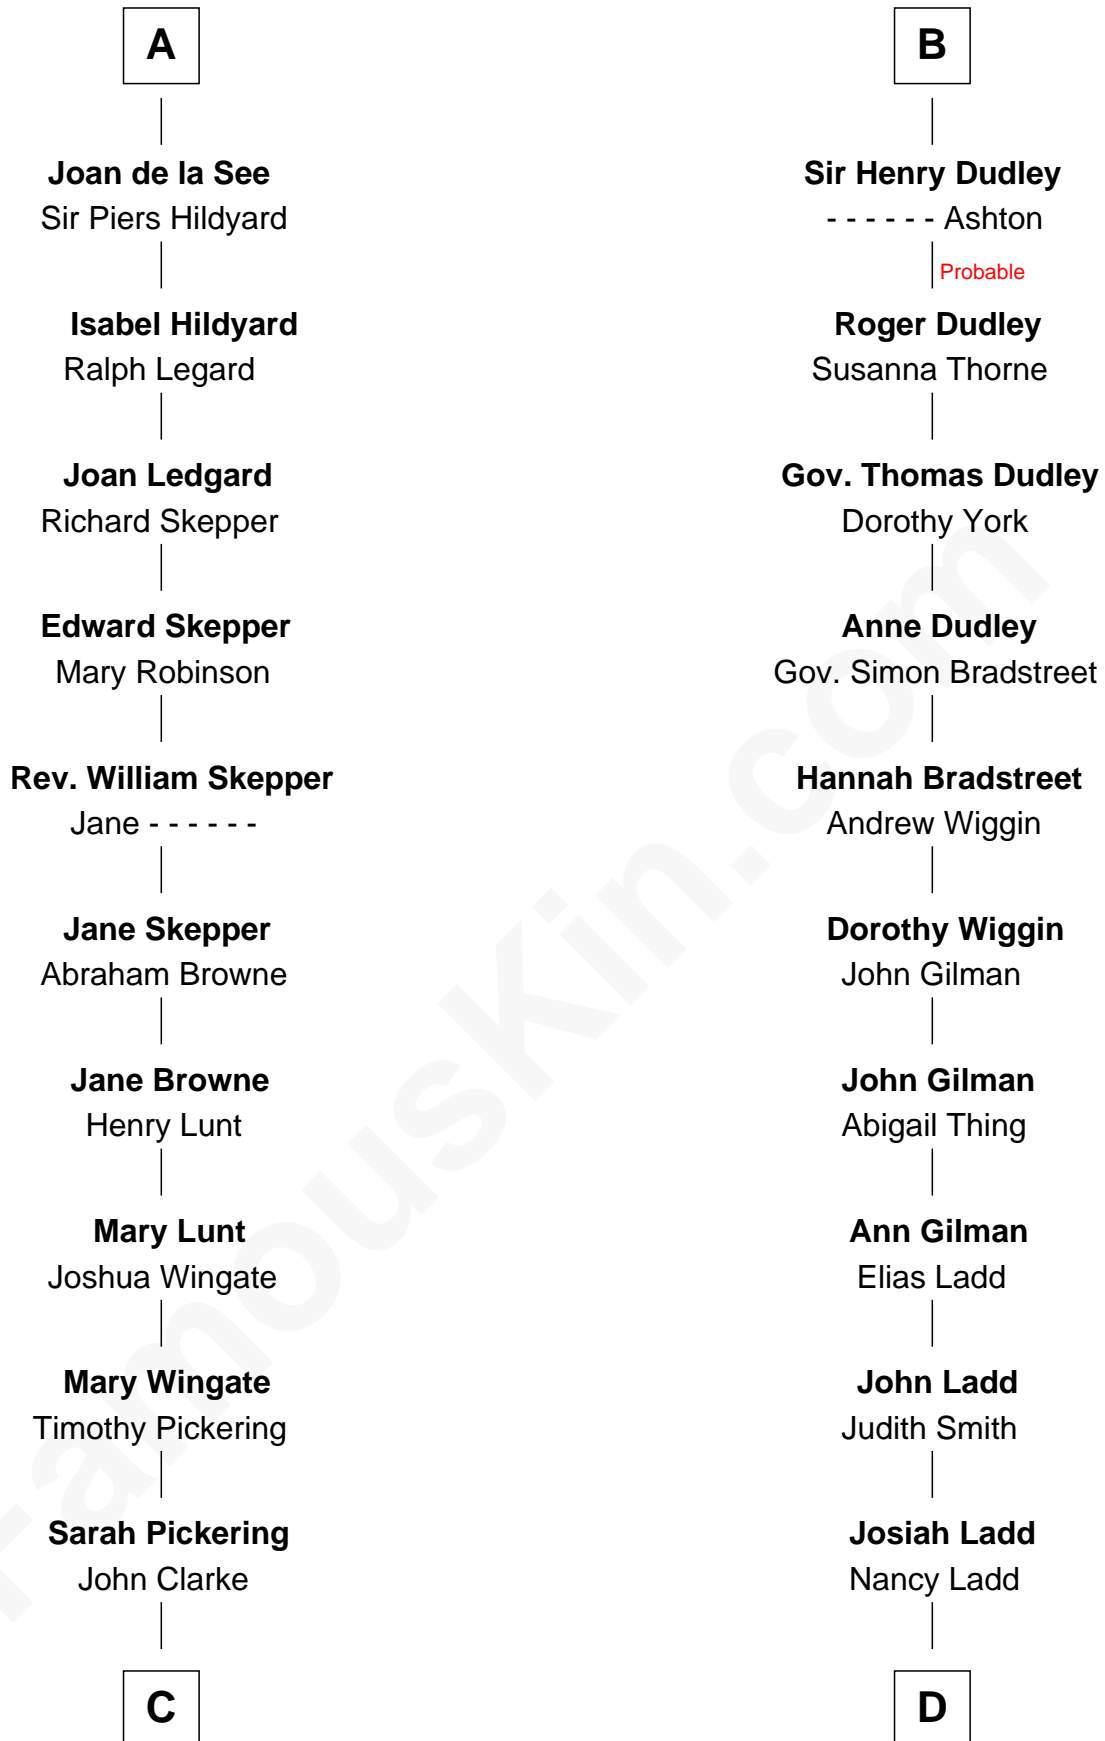 A
Joan de la See
Sir Piers Hildyard
Isabel Hildyard
Ralph Legard
Joan Ledgard
Richard Skepper
Edward Skepper
Mary Robinson
Rev. William Skepper
Jane - - - - - -
Jane Skepper
Abraham Browne
Jane Browne
Henry Lunt
Mary Lunt
Joshua Wingate
Mary Wingate
Timothy Pickering
Sarah Pickering
John Clarke
C
B
Sir Henry Dudley
- - - - - - Ashton
Probable
Roger Dudley
Susanna Thorne
Gov. Thomas Dudley
Dorothy York
Anne Dudley
Gov. Simon Bradstreet
Hannah Bradstreet
Andrew Wiggin
Dorothy Wiggin
John Gilman
John Gilman
Abigail Thing
Ann Gilman
Elias Ladd
John Ladd
Judith Smith
Josiah Ladd
Nancy Ladd
D
FamousKin.com